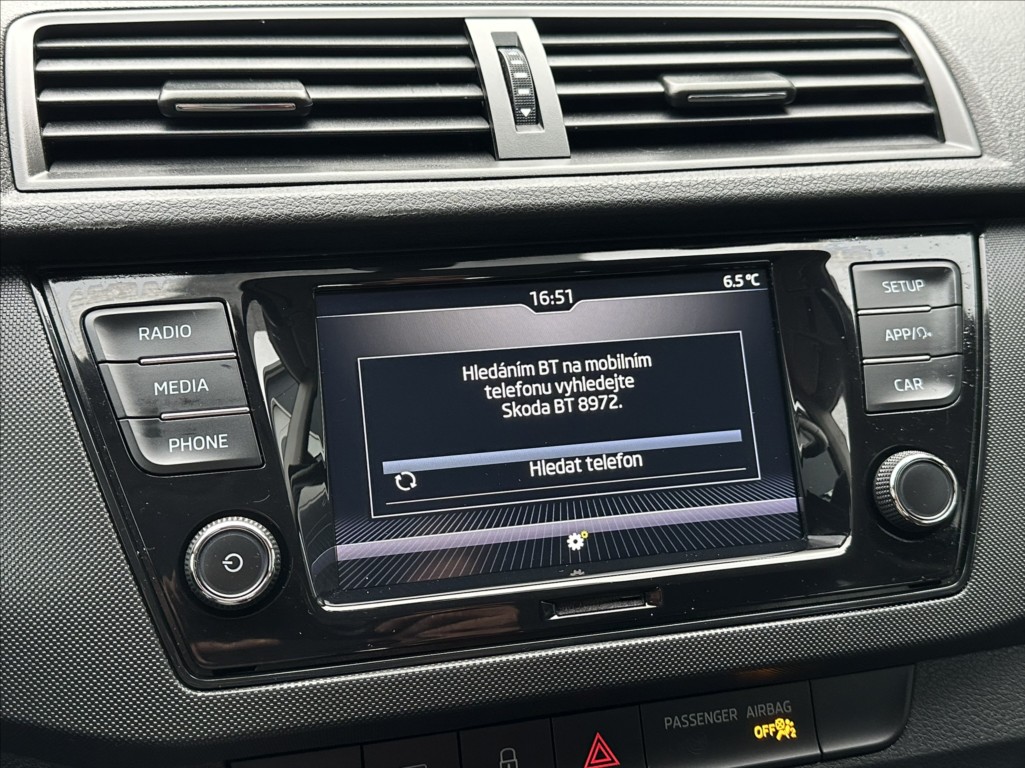 16:51
6.5°C
SETUP
RADIO
APP/
MEDIA
CAR
PHONE
Hledáním BT na mobilním
telefonu vyhledejte
Skoda BT 8972.
Hledat telefon
PASSENGER AIRBAG
OFF
2